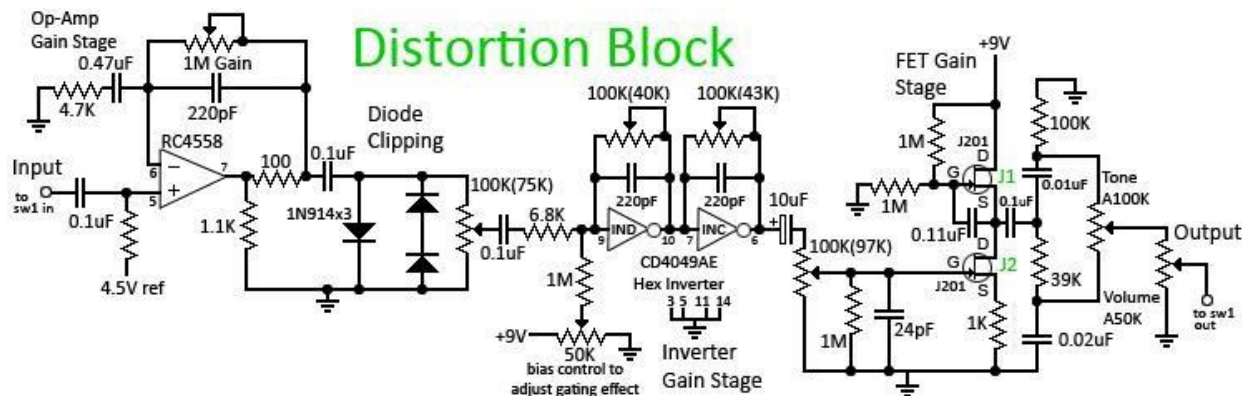 Distortion Block
Op-Amp
Gain Stage
0.47uF
4.7K
1M Gain
220pF
RC4558
6
7
5
Input
to
sw1 in
0.1uF
4.5V ref
1.1K
100
0.1uF
Diode
Clipping
1N914x3
100K(75K)
0.1uF
6.8K
100K(40K)
220pF
IND
9
10
100K(43K)
220pF
INC
7
6
CD4049AE
Hex Inverter
3 5 11 14
Inverter
Gain Stage
1M
+9V
50K
bias control to
adjust gating effect
10uF
+
100K(97K)
1M
24pF
FET Gain
Stage
+9V
1M
1M
J201
D
G
J1
S
0.11uF
0.1uF
D
G
J2
J201
S
1K
100K
0.01uF
Tone
A100K
39K
0.02uF
Volume
A50K
Output
to sw1
out